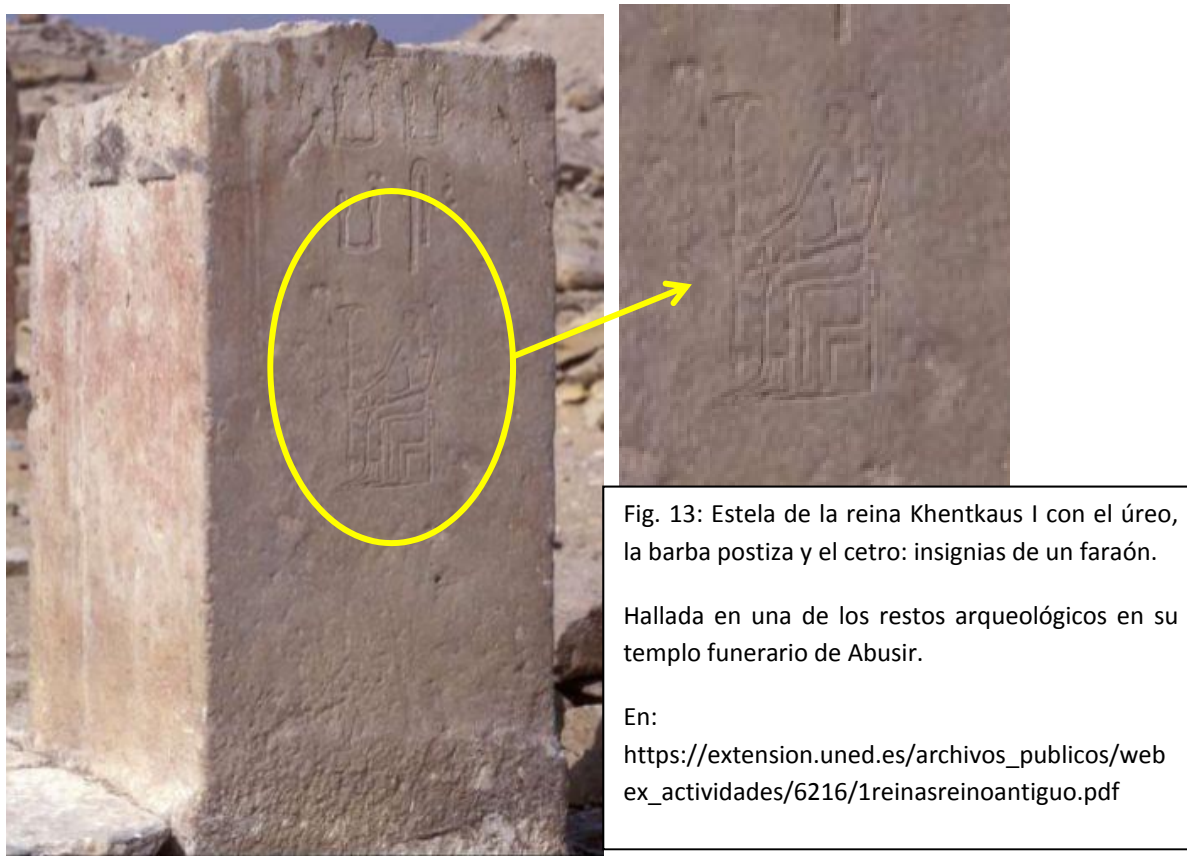 Fig. 13: Estela de la reina Khentkaus I con el úreo,
la barba postiza y el cetro: insignias de un faraón.
Hallada en una de los restos arqueológicos en su
templo funerario de Abusir.
En:
https://extension.uned.es/archivos_publicos/web
ex_actividades/6216/1reinasreinoantiguo.pdf